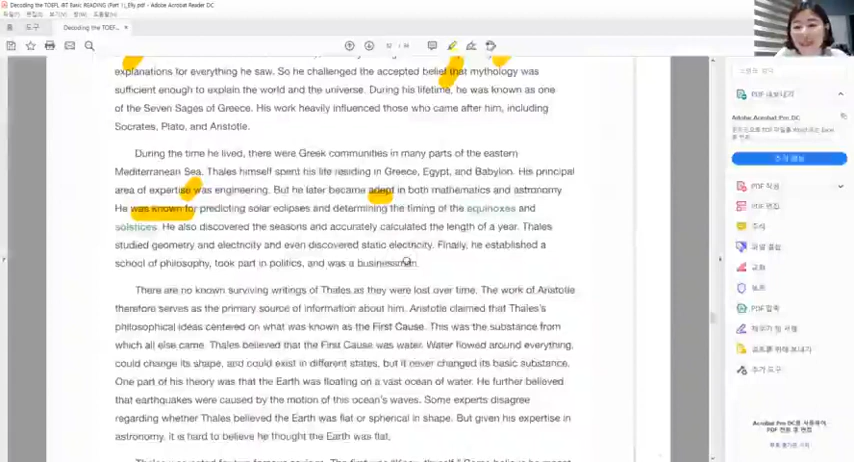 Decoding the TOEFL iBT Basic READING (Part 1)_Elly.pdf - Adobe Acrobat Reader DC
홈 도구 Decoding the TOEF... ×
explanations for everything he saw. So he challenged the accepted belief that mythology was
sufficient enough to explain the world and the universe. During his lifetime, he was known as one
of the Seven Sages of Greece. His work heavily influenced those who came after him, including
Socrates, Plato, and Aristotle.
During the time he lived, there were Greek communities in many parts of the eastern
Mediterranean Sea. Thales himself spent his life residing in Greece, Egypt, and Babylon. His principal
area of expertise was engineering. But he later became adept in both mathematics and astronomy
He was known for predicting solar eclipses and determining the timing of the equinoxes and
solstices. He also discovered the seasons and accurately calculated the length of a year. Thales
studied geometry and electricity and even discovered static electricity. Finally, he established a
school of philosophy, took part in politics, and was a businessman.
There are no known surviving writings of Thales as they were lost over time. The work of Aristotle
therefore serves as the primary source of information about him. Aristotle claimed that Thales's
philosophical ideas centered on what was known as the First Cause. This was the substance from
which all else came. Thales believed that the First Cause was water. Water flowed around everything,
could change its shape, and could exist in different states, but it never changed its basic substance.
One part of his theory was that the Earth was floating on a vast ocean of water. He further believed
that earthquakes were caused by the motion of this ocean's waves. Some experts disagree
regarding whether Thales believed the Earth was flat or spherical in shape. But given his expertise in
astronomy, it is hard to believe he thought the Earth was flat.
PDF 내보내기
Adobe Acrobat Pro DC
PDF 작성
PDF 편집
주석
파일 결합
PDF 압축
추가 도구